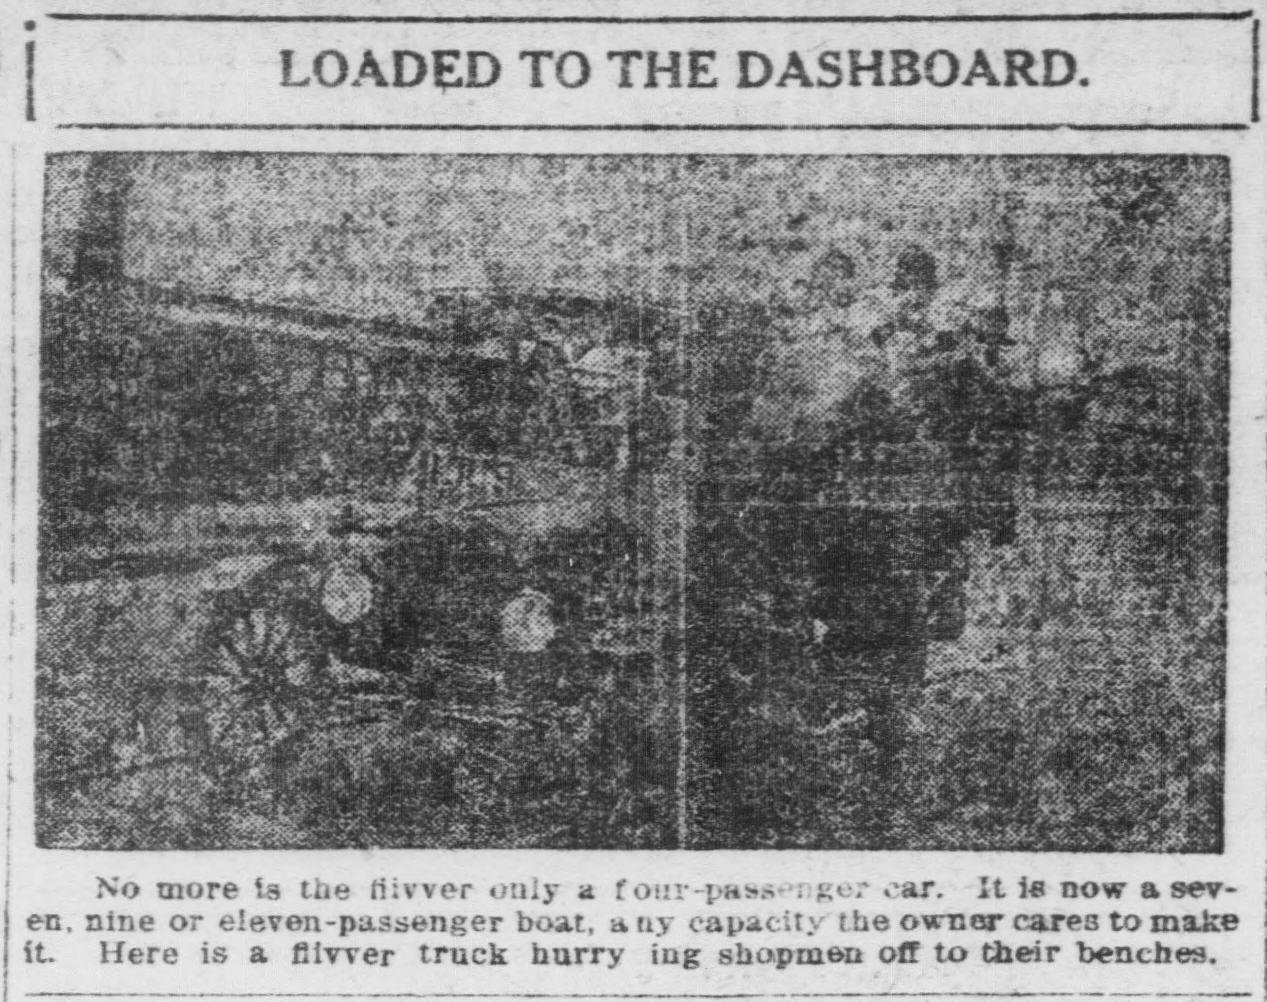 LOADED TO THE DASHBOARD.
No more is the flivver only a four-passenger car. It is now a sev-
en, nine or eleven-passenger boat, any capacity the owner cares to make
it. Here is a flivver truck hurry ing shopmen off to their benches.